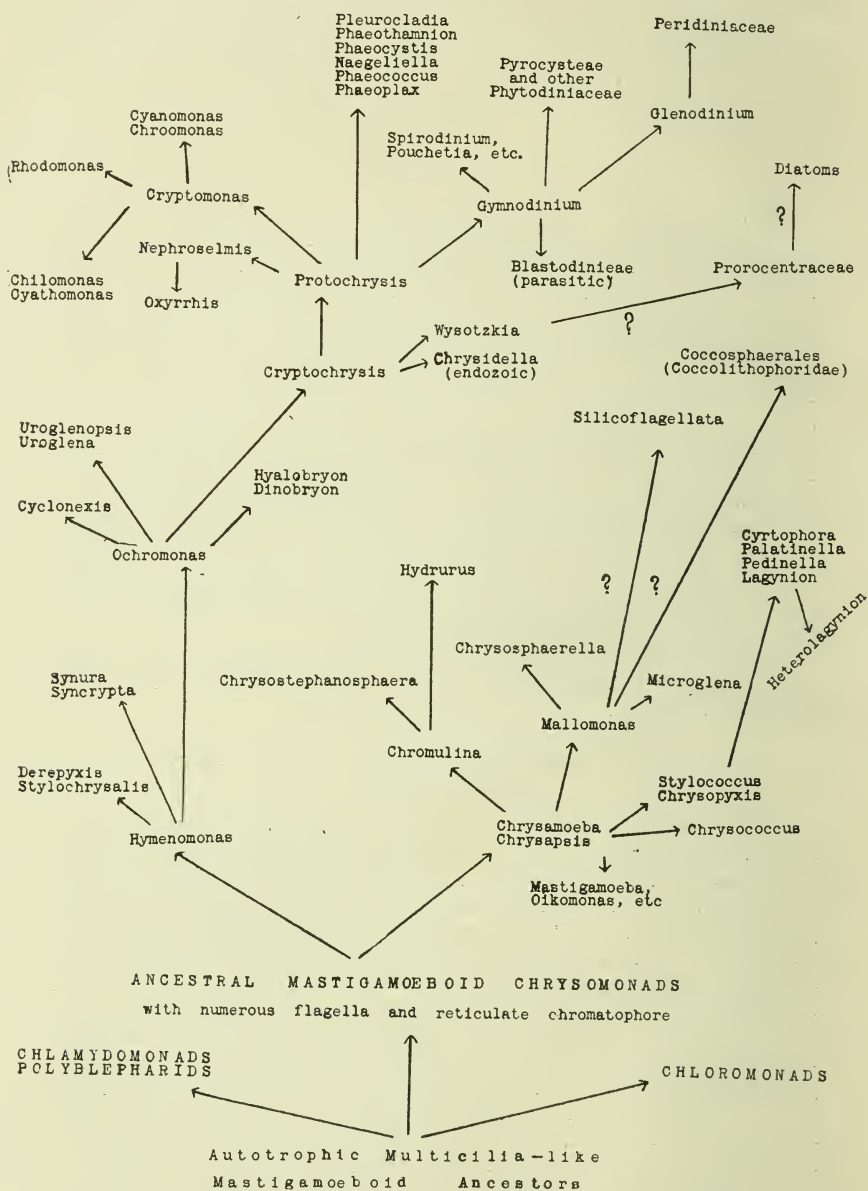 Pleurocladia
Phaeothamnion
Phaeocystis
Naegeliella
Phaeococcus
Phaeoplax
Peridiniaceae
Pyrocysteae
and other
Phytodiniaceae
Glenodinium
Cyanomonas
Chroomonas
Spirodinium,
Pouchetia, etc.
Rhodomonas
Diatoms
Cryptomonas
Gymnodinium
?
Nephroselmis
Chilomonas
Cyathomonas
Protochrysis
Blastodinieae
(parasitic)
Prorocentraceae
Oxyrrhis
Wysotzkia
?
Cryptochrysis
Chrysidella
(endozoic)
Coccosphaerales
(Coccolithophoridae)
Silicoflagellata
Uroglenopsis
Uroglena
Hyalobryon
Dinobryon
Cyclonexis
Ochromonas
Cyrtophora
Palatinella
Pedinella
Lagynion
Hydrurus
? ?
Heterolagynion
Chrysosphaerella
Synura
Syncrypta
Chrysostephanosphaera
Microglena
Mallomonas
Chromulina
Derepyxis
Stylochrysalis
Stylococcus
Chrysopyxis
Hymenomonas
Chrysamoeba
Chrysapsis
Chrysococcus
Mastigamoeba,
Oikomonas, etc
ANCESTRAL MASTIGAMOEBOID CHRYSOMONADS
with numerous flagella and reticulate chromatophore
CHLAMYDOMONADS
POLYBLEPHARIDS
CHLOROMONADS
Autotrophic Multicilia-like
Mastigamoeboid Ancestors